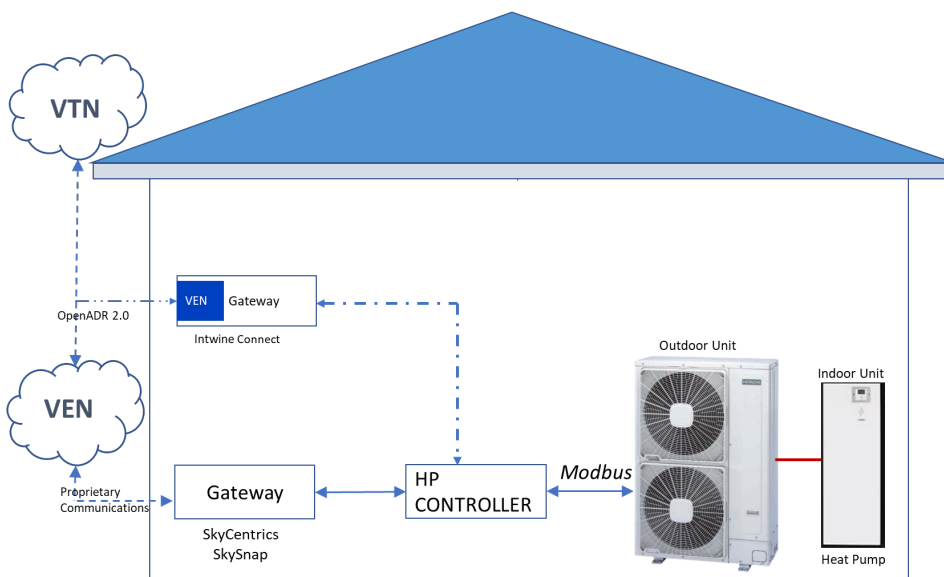 VTN
VEN
Gateway
OpenADR 2.0
Intwine Connect
Outdoor Unit
Indoor Unit
HITACHI
VEN
Proprietary
Communications
Gateway
HP
CONTROLLER
Modbus
SkyCentrics
SkySnap
Heat Pump